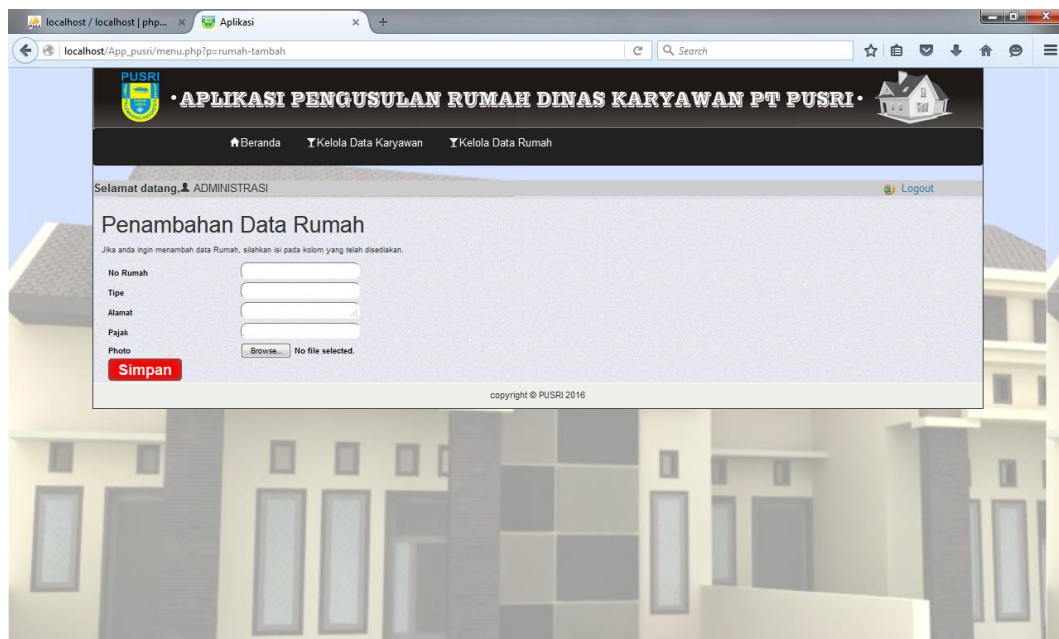 localhost / localhost | php...
Aplikasi
localhost/App_pusri/menu.php?p=rumah-tambah
Search
PUSRI
• APLIKASI PENGUSULAN RUMAH DINAS KARYAWAN PT PUSRI •
Beranda Kelola Data Karyawan Kelola Data Rumah
Selamat datang, ADMINISTRASI Logout
Penambahan Data Rumah
Jika anda ingin menambah data Rumah, silahkan isi pada kolom yang telah disediakan.
No Rumah
Tipe
Alamat
Pajak
Photo Browse... No file selected.
Simpan
copyright © PUSRI 2016